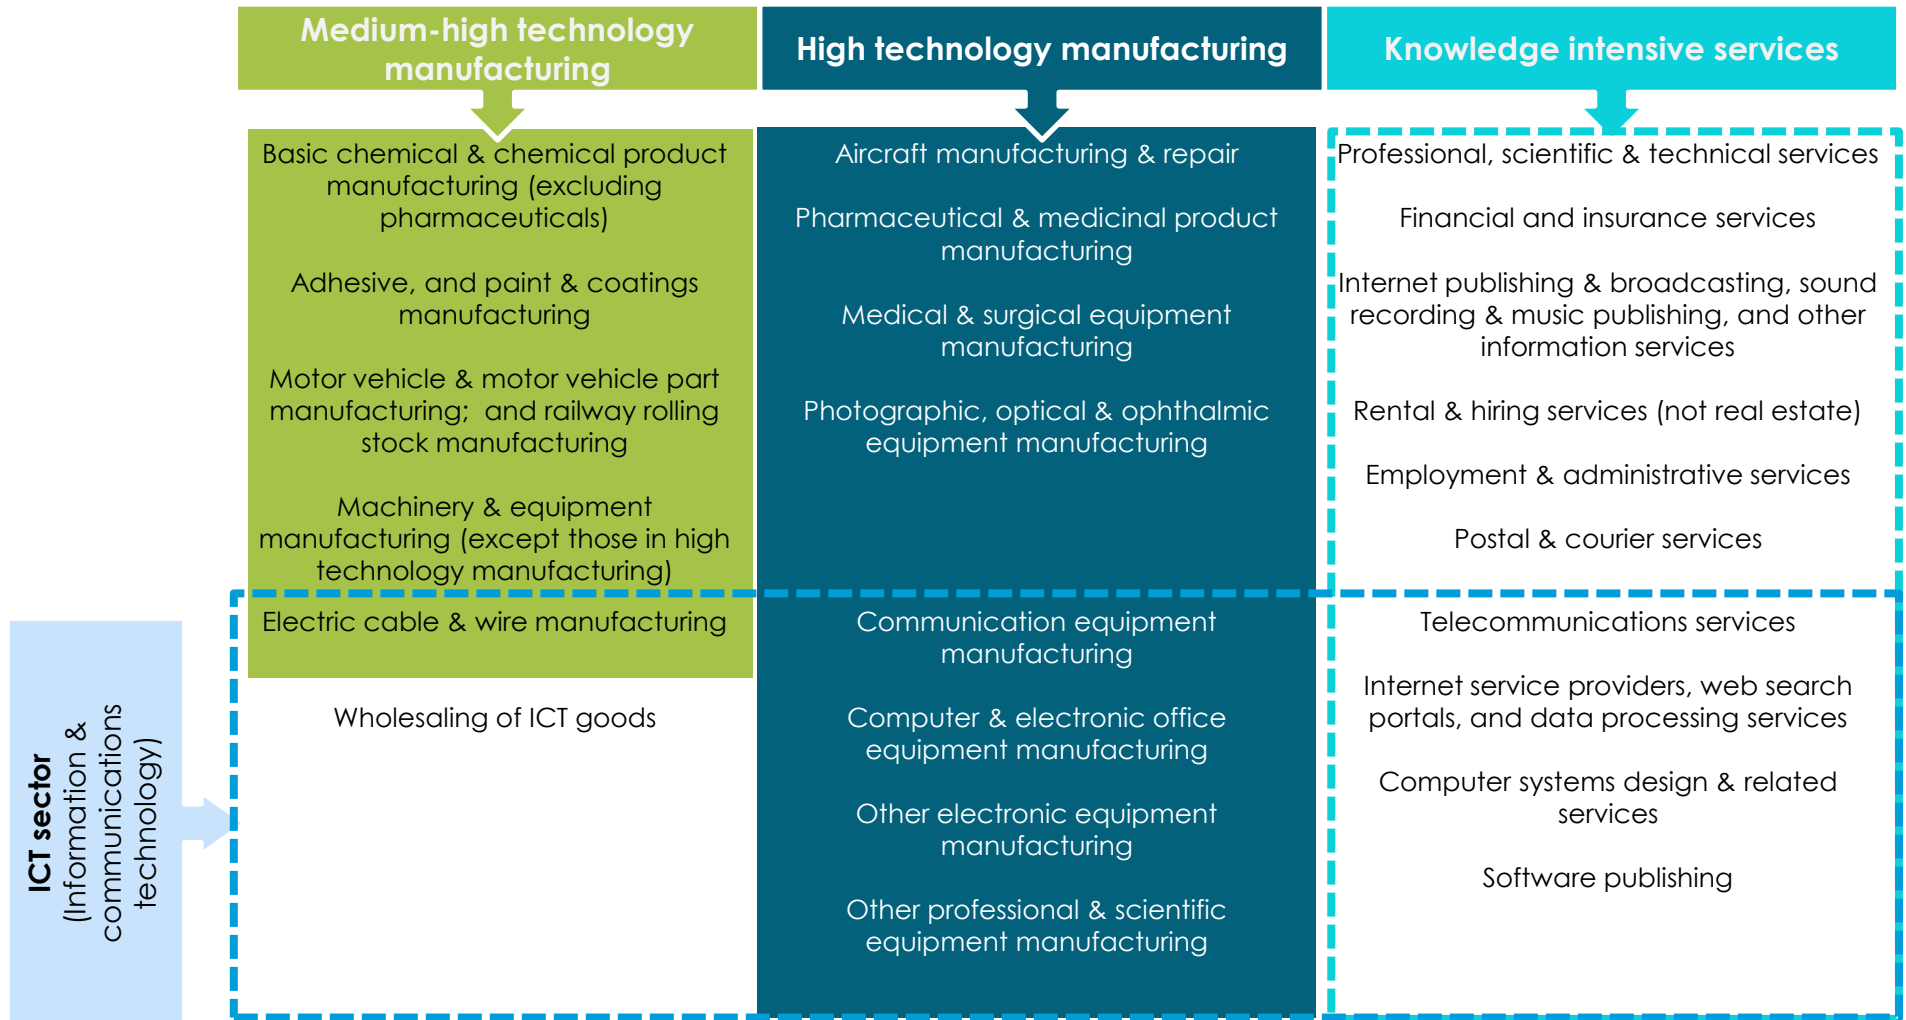 Medium-high technology
manufacturing
High technology manufacturing
Knowledge intensive services
Basic chemical & chemical product
manufacturing (excluding
pharmaceuticals)
Adhesive, and paint & coatings
manufacturing
Motor vehicle & motor vehicle part
manufacturing;  and railway rolling
stock manufacturing
Machinery & equipment
manufacturing (except those in high
technology manufacturing)
Electric cable & wire manufacturing
Wholesaling of ICT goods
Aircraft manufacturing & repair
Pharmaceutical & medicinal product
manufacturing
Medical & surgical equipment
manufacturing
Photographic, optical & ophthalmic
equipment manufacturing
Communication equipment
manufacturing
Computer & electronic office
equipment manufacturing
Other electronic equipment
manufacturing
Other professional & scientific
equipment manufacturing
Professional, scientific & technical services
Financial and insurance services
Internet publishing & broadcasting, sound
recording & music publishing, and other
information services
Rental & hiring services (not real estate)
Employment & administrative services
Postal & courier services
Telecommunications services
Internet service providers, web search
portals, and data processing services
Computer systems design & related
services
Software publishing
ICT sector
(Information &
communications
technology)